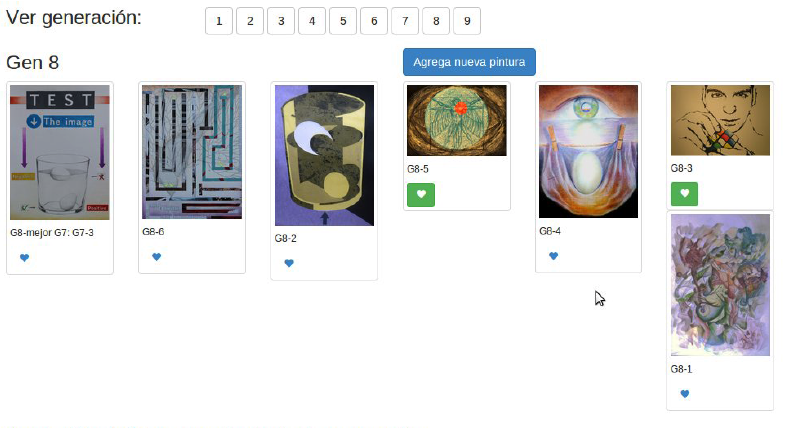 Ver generación:
1 2 3 4 5 6 7 8 9
Gen 8
Agrega nueva pintura
TEST
The image
Positive
G8-mejor G7: G7-3
G8-6
G8-2
G8-5
G8-4
G8-3
G8-1